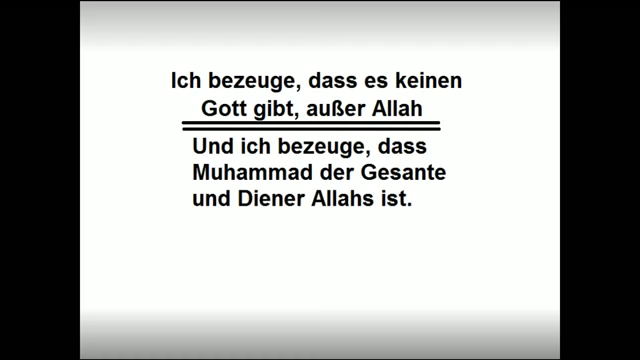 Ich bezeuge, dass es keinen
Gott gibt, außer Allah
Und ich bezeuge, dass
Muhammad der Gesante
und Diener Allahs ist.